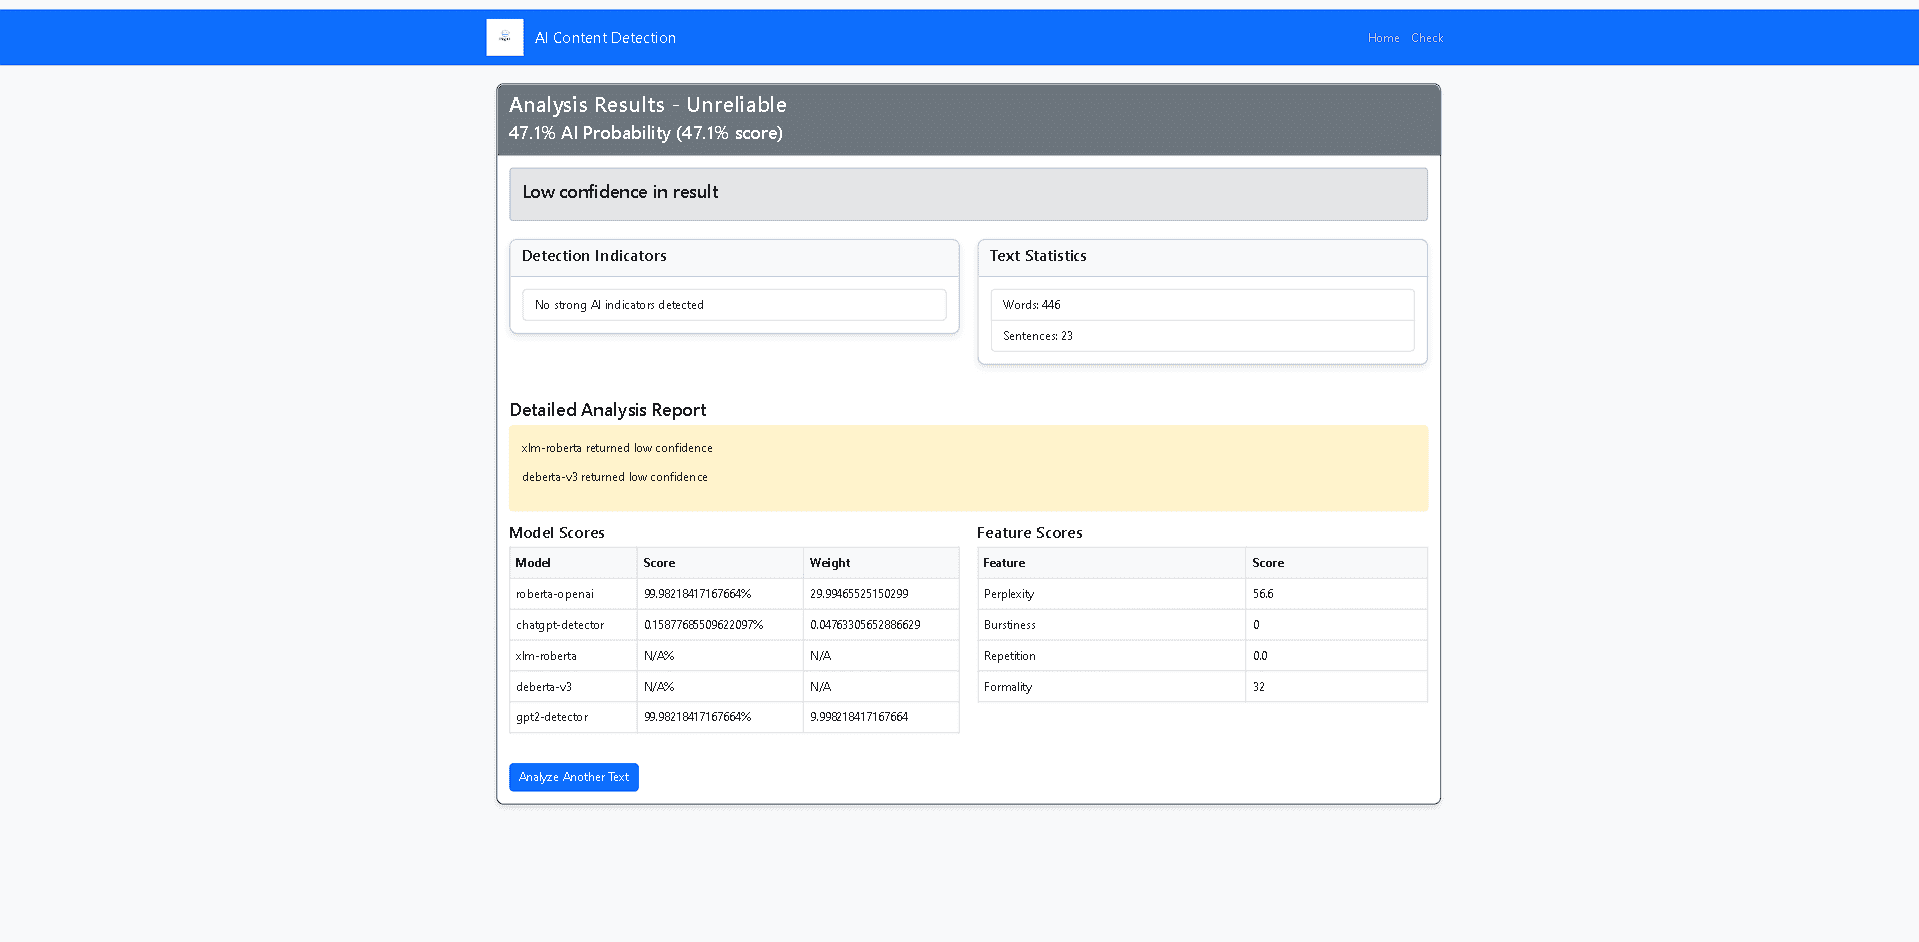 AI Content Detection
Home Check
Analysis Results - Unreliable
47.1% AI Probability (47.1% score)
Low confidence in result
Detection Indicators
No strong AI indicators detected
Text Statistics
Words: 446
Sentences: 23
Detailed Analysis Report
xlm-roberta returned low confidence
deberta-v3 returned low confidence
Model Scores
Model Score Weight
roberta-openai 99.98218417167664% 29.99465525150299
chatgpt-detector 0.15877685509622097% 0.04763305652886629
xlm-roberta N/A% N/A
deberta-v3 N/A% N/A
gpt2-detector 99.98218417167664% 9.998218417167664
Feature Scores
Feature Score
Perplexity 56.6
Burstiness 0
Repetition 0.0
Formality 32
Analyze Another Text